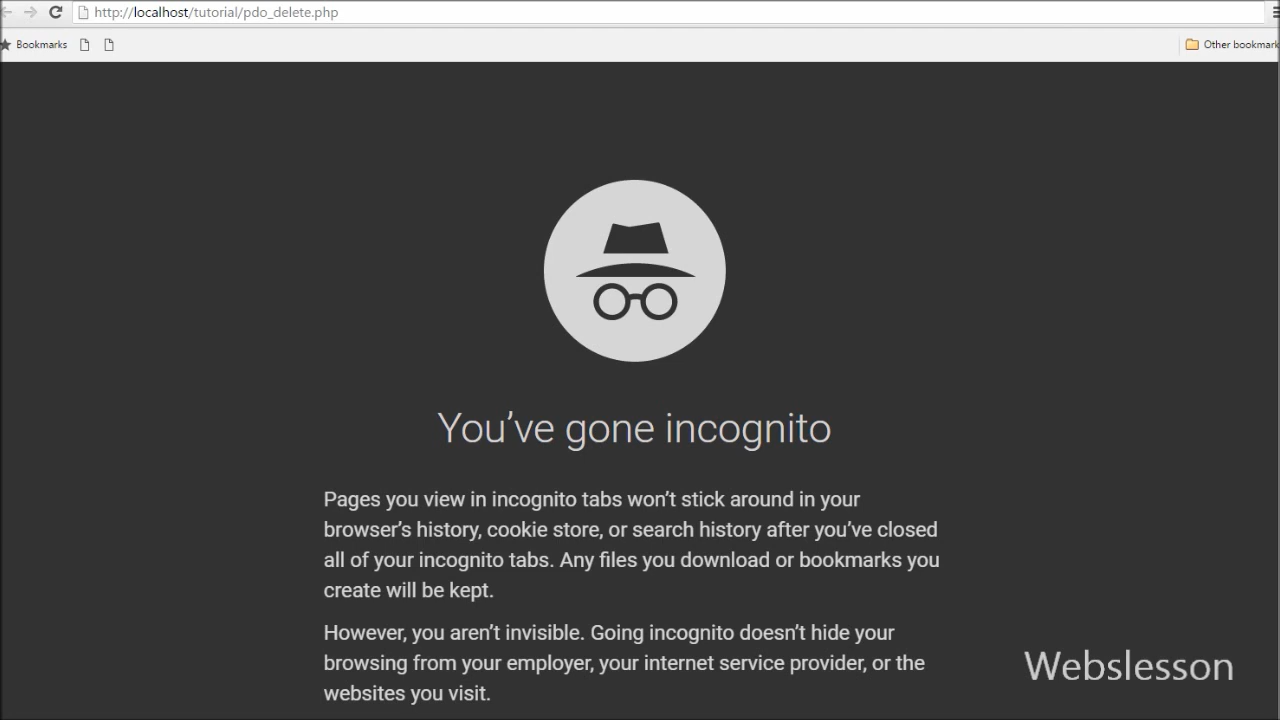 http://localhost/tutorial/pdo_delete.php
Bookmarks
Other bookmark
You've gone incognito
Pages you view in incognito tabs won't stick around in your
browser's history, cookie store, or search history after you've closed
all of your incognito tabs. Any files you download or bookmarks you
create will be kept.
However, you aren't invisible. Going incognito doesn't hide your
browsing from your employer, your internet service provider, or the
websites you visit.
Webslesson